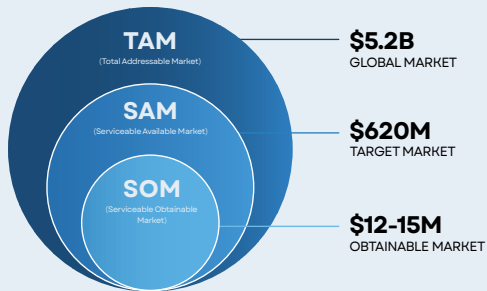 TAM
(Total Addressable Market)
$5.2B
GLOBAL MARKET
SAM
(Serviceable Available Market)
$620M
TARGET MARKET
SOM
(Serviceable Obtainable
Market)
$12-15M
OBTAINABLE MARKET